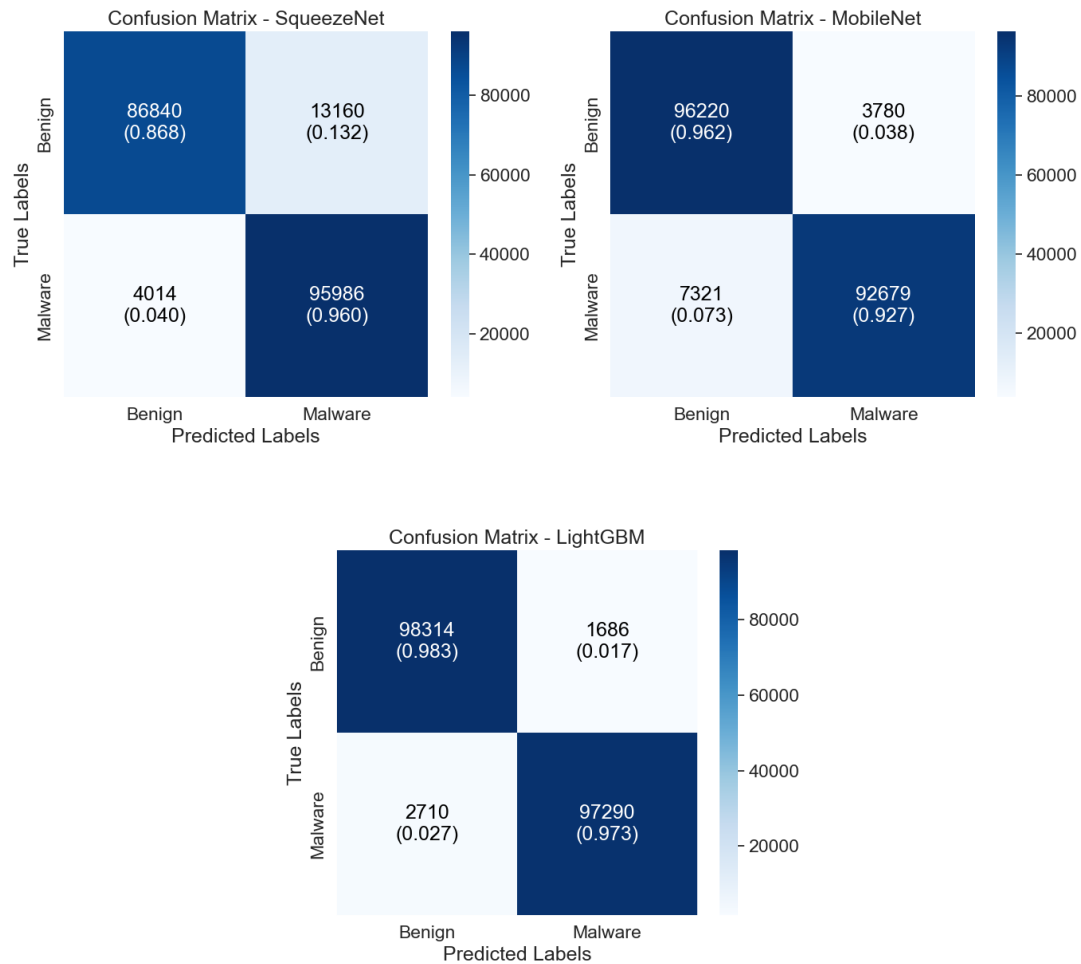 Confusion Matrix - SqueezeNet
True Labels
Benign
Malware
86840
(0.868)
13160
(0.132)
4014
(0.040)
95986
(0.960)
Benign
Malware
Predicted Labels
80000
60000
40000
20000
Confusion Matrix - MobileNet
True Labels
Benign
Malware
96220
(0.962)
3780
(0.038)
7321
(0.073)
92679
(0.927)
Benign
Malware
Predicted Labels
80000
60000
40000
20000
Confusion Matrix - LightGBM
True Labels
Benign
Malware
98314
(0.983)
1686
(0.017)
2710
(0.027)
97290
(0.973)
Benign
Malware
Predicted Labels
80000
60000
40000
20000